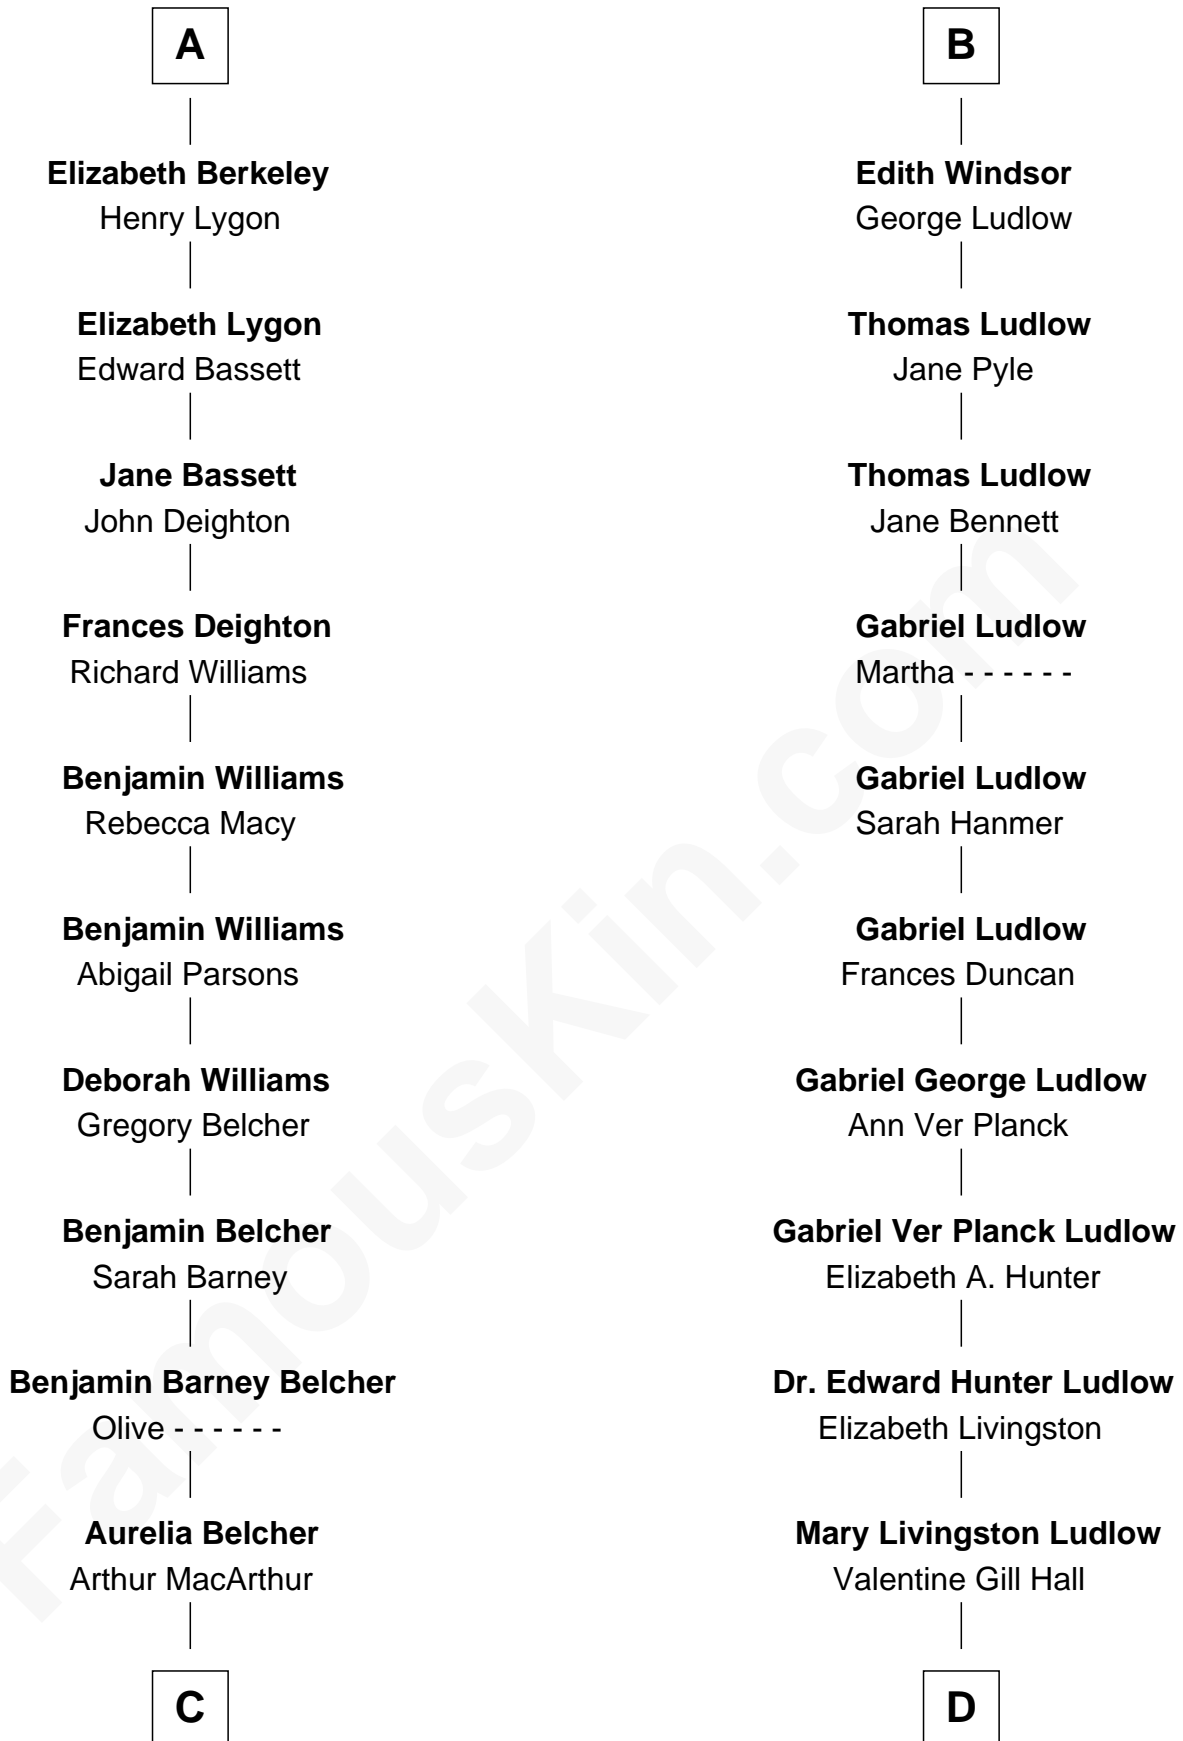 A
Elizabeth Berkeley
Henry Lygon
Elizabeth Lygon
Edward Bassett
Jane Bassett
John Deighton
Frances Deighton
Richard Williams
Benjamin Williams
Rebecca Macy
Benjamin Williams
Abigail Parsons
Deborah Williams
Gregory Belcher
Benjamin Belcher
Sarah Barney
Benjamin Barney Belcher
Olive - - - - - -
Aurelia Belcher
Arthur MacArthur
C
B
Edith Windsor
George Ludlow
Thomas Ludlow
Jane Pyle
Thomas Ludlow
Jane Bennett
Gabriel Ludlow
Martha - - - - - -
Gabriel Ludlow
Sarah Hanmer
Gabriel Ludlow
Frances Duncan
Gabriel George Ludlow
Ann Ver Planck
Gabriel Ver Planck Ludlow
Elizabeth A. Hunter
Dr. Edward Hunter Ludlow
Elizabeth Livingston
Mary Livingston Ludlow
Valentine Gill Hall
D
FamousKin.com